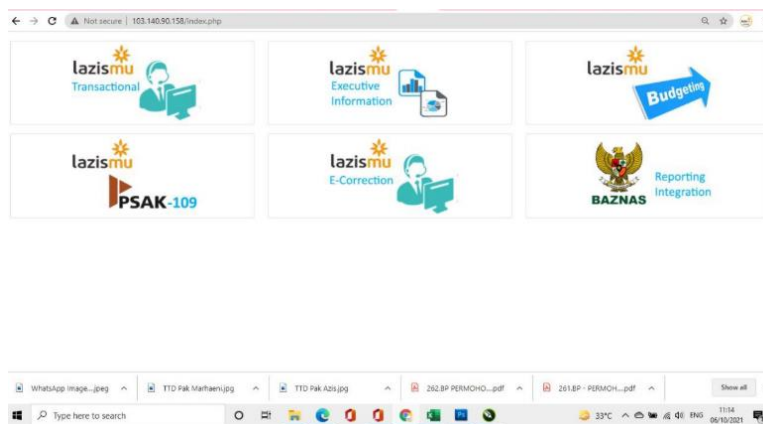 Not secure | 103.140.90.158/index.php
lazismu
Transactional
lazismu
Executive
Information
lazismu
Budgeting
lazismu
PSAK-109
lazismu
E-Correction
BAZNAS
Reporting
Integration
WhatsApp Image....jpeg
TTD Pak Marhaeni.jpg
TTD Pak Azis.jpg
262.BP PERMOHO....pdf
261.BP - PERMOH....pdf
Show all
Type here to search
33°C
ENG
11:54
06/10/2021